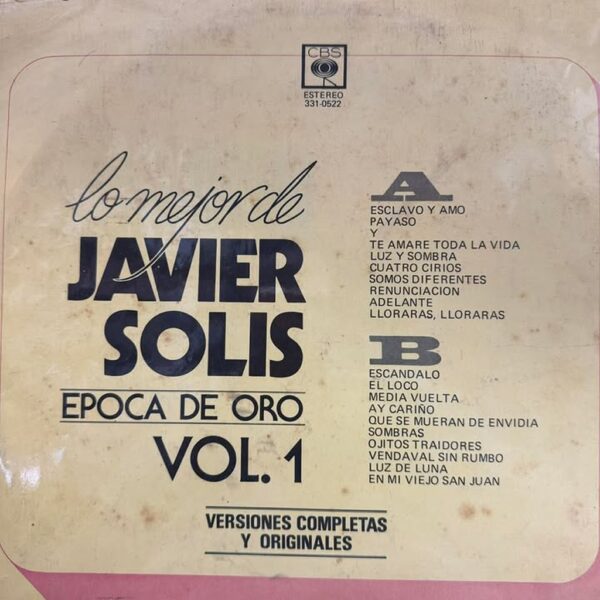 CBS
ESTEREO
331-0522
lo mejor de
JAVIER
SOLIS
EPOCA DE ORO
VOL. 1
A
ESCLAVO Y AMO
PAYASO
Y
TE AMARE TODA LA VIDA
LUZ Y SOMBRA
CUATRO CIRIOS
SOMOS DIFERENTES
RENUNCIACION
ADELANTE
LLORARAS, LLORARAS
B
ESCANDALO
EL LOCO
MEDIA VUELTA
AY CARIÑO
QUE SE MUERAN DE ENVIDIA
SOMBRAS
OJITOS TRAIDORES
VENDAVAL SIN RUMBO
LUZ DE LUNA
EN MI VIEJO SAN JUAN
VERSIONES COMPLETAS
Y ORIGINALES